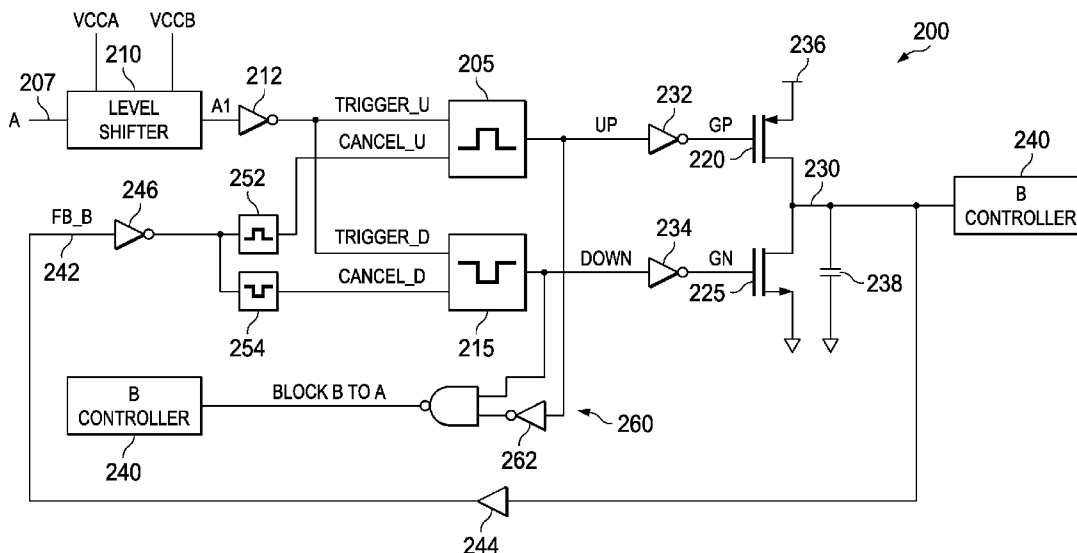 VCCA
VCCB
210
207
A
LEVEL
SHIFTER
A1
212
TRIGGER_U
CANCEL_U
205
UP
232
GP
220
236
200
230
240
B
CONTROLLER
FB_B
242
246
252
254
TRIGGER_D
CANCEL_D
215
DOWN
234
GN
225
238
B
CONTROLLER
240
BLOCK B TO A
262
260
244